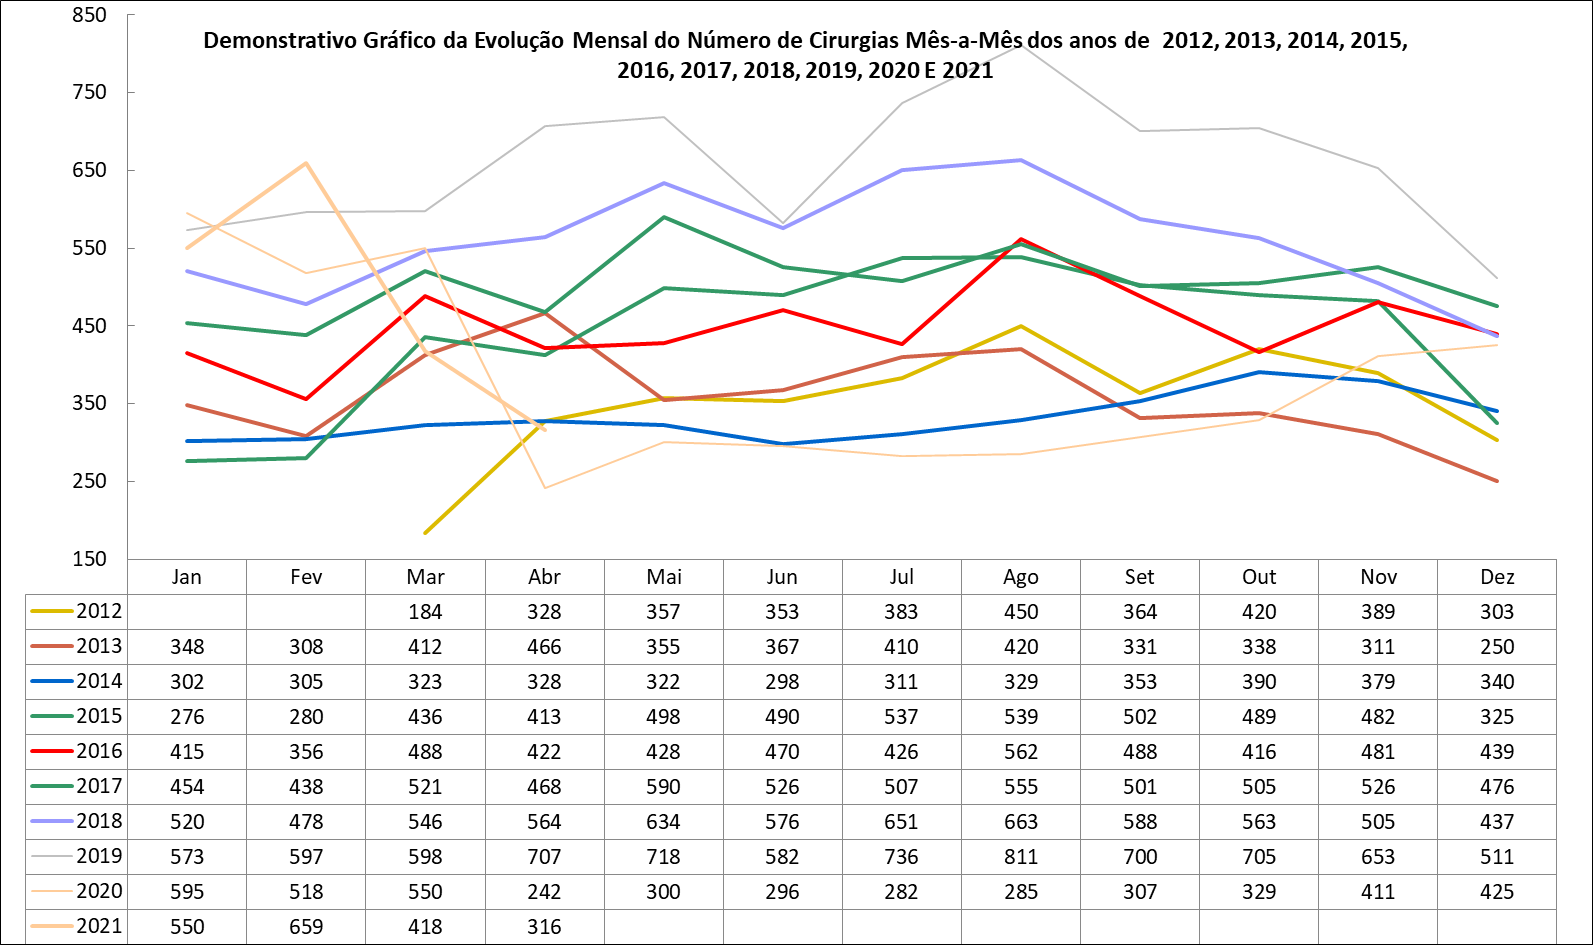 850
Demonstrativo Gráfico da Evolução Mensal do Número de Cirurgias Mês-a-Mês dos anos de 2012, 2013, 2014, 2015,
2016, 2017, 2018, 2019, 2020 E 2021
750
650
550
450
350
250
150
Jan Fev Mar Abr Mai Jun Jul Ago Set Out Nov Dez
2012 184 328 357 353 383 450 364 420 389 303
2013 348 308 412 466 355 367 410 420 331 338 311 250
2014 302 305 323 328 322 298 311 329 353 390 379 340
2015 276 280 436 413 498 490 537 539 502 489 482 325
2016 415 356 488 422 428 470 426 562 488 416 481 439
2017 454 438 521 468 590 526 507 555 501 505 526 476
2018 520 478 546 564 634 576 651 663 588 563 505 437
2019 573 597 598 707 718 582 736 811 700 705 653 511
2020 595 518 550 242 300 296 282 285 307 329 411 425
2021 550 659 418 316